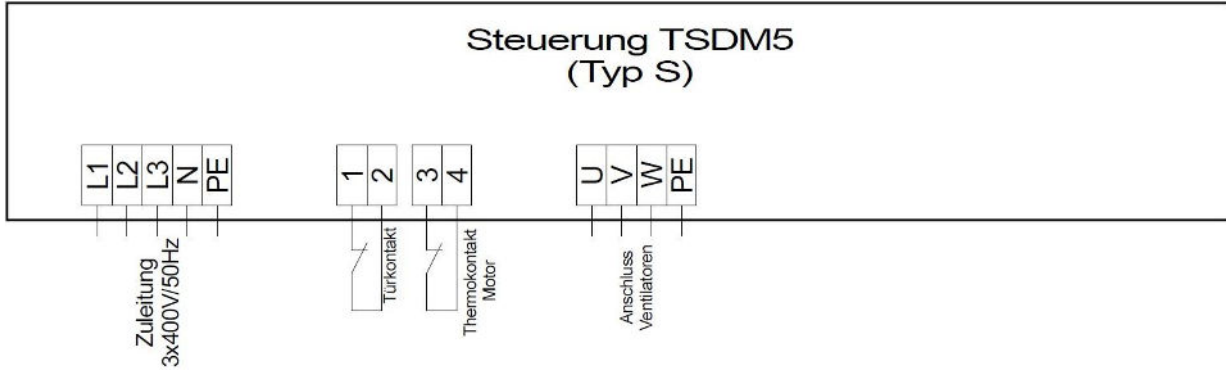 Steuerung TSDM5
(Typ S)
L1
L2
L3
N
PE
1
2
3
4
U
V
W
PE
Zuleitung
3x400V/50Hz
Türkontakt
Thermokontakt
Motor
Anschluss
Ventilatoren